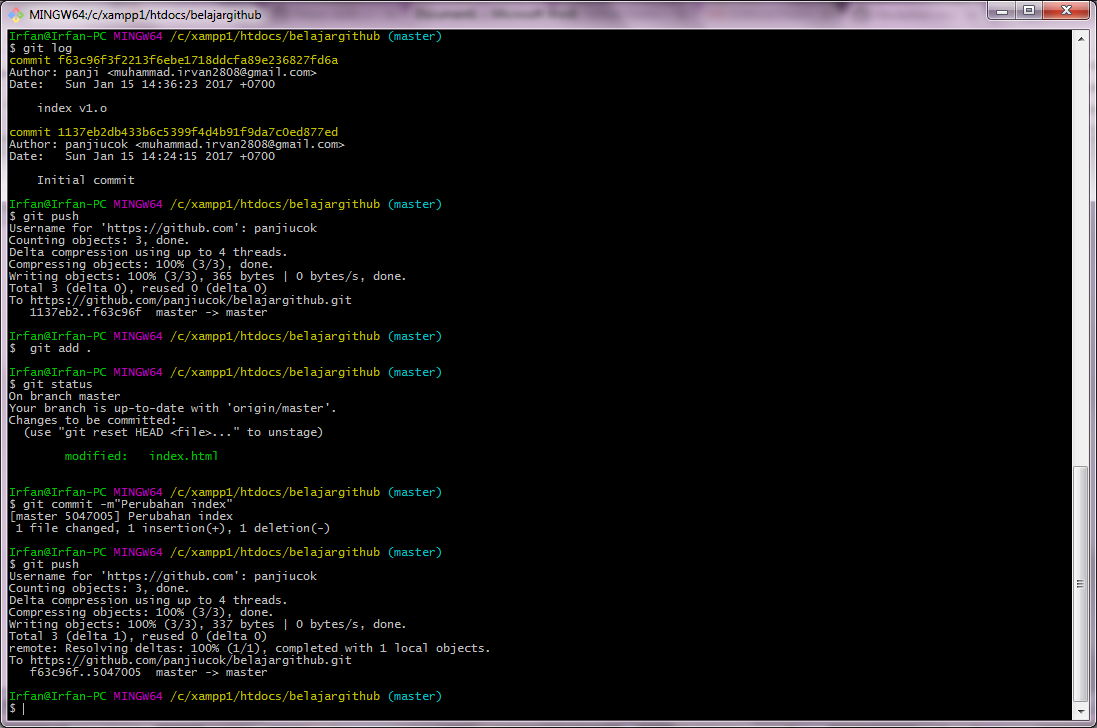 MINGW64:/c/xampp1/htdocs/belajargithub
Irfan@Irfan-PC MINGW64 /c/xampp1/htdocs/belajargithub (master)
$ git log
commit f63c96f3f2213f6ebe1718ddcfa89e236827fd6a
Author: panji <muhammad.irvan2808@gmail.com>
Date:   Sun Jan 15 14:36:23 2017 +0700
    index v1.o
commit 1137eb2db433b6c5399f4d4b91f9da7c0ed877ed
Author: panjiucok <muhammad.irvan2808@gmail.com>
Date:   Sun Jan 15 14:24:15 2017 +0700
    Initial commit
Irfan@Irfan-PC MINGW64 /c/xampp1/htdocs/belajargithub (master)
$ git push
Username for 'https://github.com': panjiucok
Counting objects: 3, done.
Delta compression using up to 4 threads.
Compressing objects: 100% (3/3), done.
Writing objects: 100% (3/3), 365 bytes | 0 bytes/s, done.
Total 3 (delta 0), reused 0 (delta 0)
To https://github.com/panjiucok/belajargithub.git
   1137eb2..f63c96f  master -> master
Irfan@Irfan-PC MINGW64 /c/xampp1/htdocs/belajargithub (master)
$  git add .
Irfan@Irfan-PC MINGW64 /c/xampp1/htdocs/belajargithub (master)
$ git status
On branch master
Your branch is up-to-date with 'origin/master'.
Changes to be committed:
  (use "git reset HEAD <file>..." to unstage)
        modified:   index.html
Irfan@Irfan-PC MINGW64 /c/xampp1/htdocs/belajargithub (master)
$ git commit -m"Perubahan index"
[master 5047005] Perubahan index
 1 file changed, 1 insertion(+), 1 deletion(-)
Irfan@Irfan-PC MINGW64 /c/xampp1/htdocs/belajargithub (master)
$ git push
Username for 'https://github.com': panjiucok
Counting objects: 3, done.
Delta compression using up to 4 threads.
Compressing objects: 100% (3/3), done.
Writing objects: 100% (3/3), 337 bytes | 0 bytes/s, done.
Total 3 (delta 1), reused 0 (delta 0)
remote: Resolving deltas: 100% (1/1), completed with 1 local objects.
To https://github.com/panjiucok/belajargithub.git
   f63c96f..5047005  master -> master
Irfan@Irfan-PC MINGW64 /c/xampp1/htdocs/belajargithub (master)
$